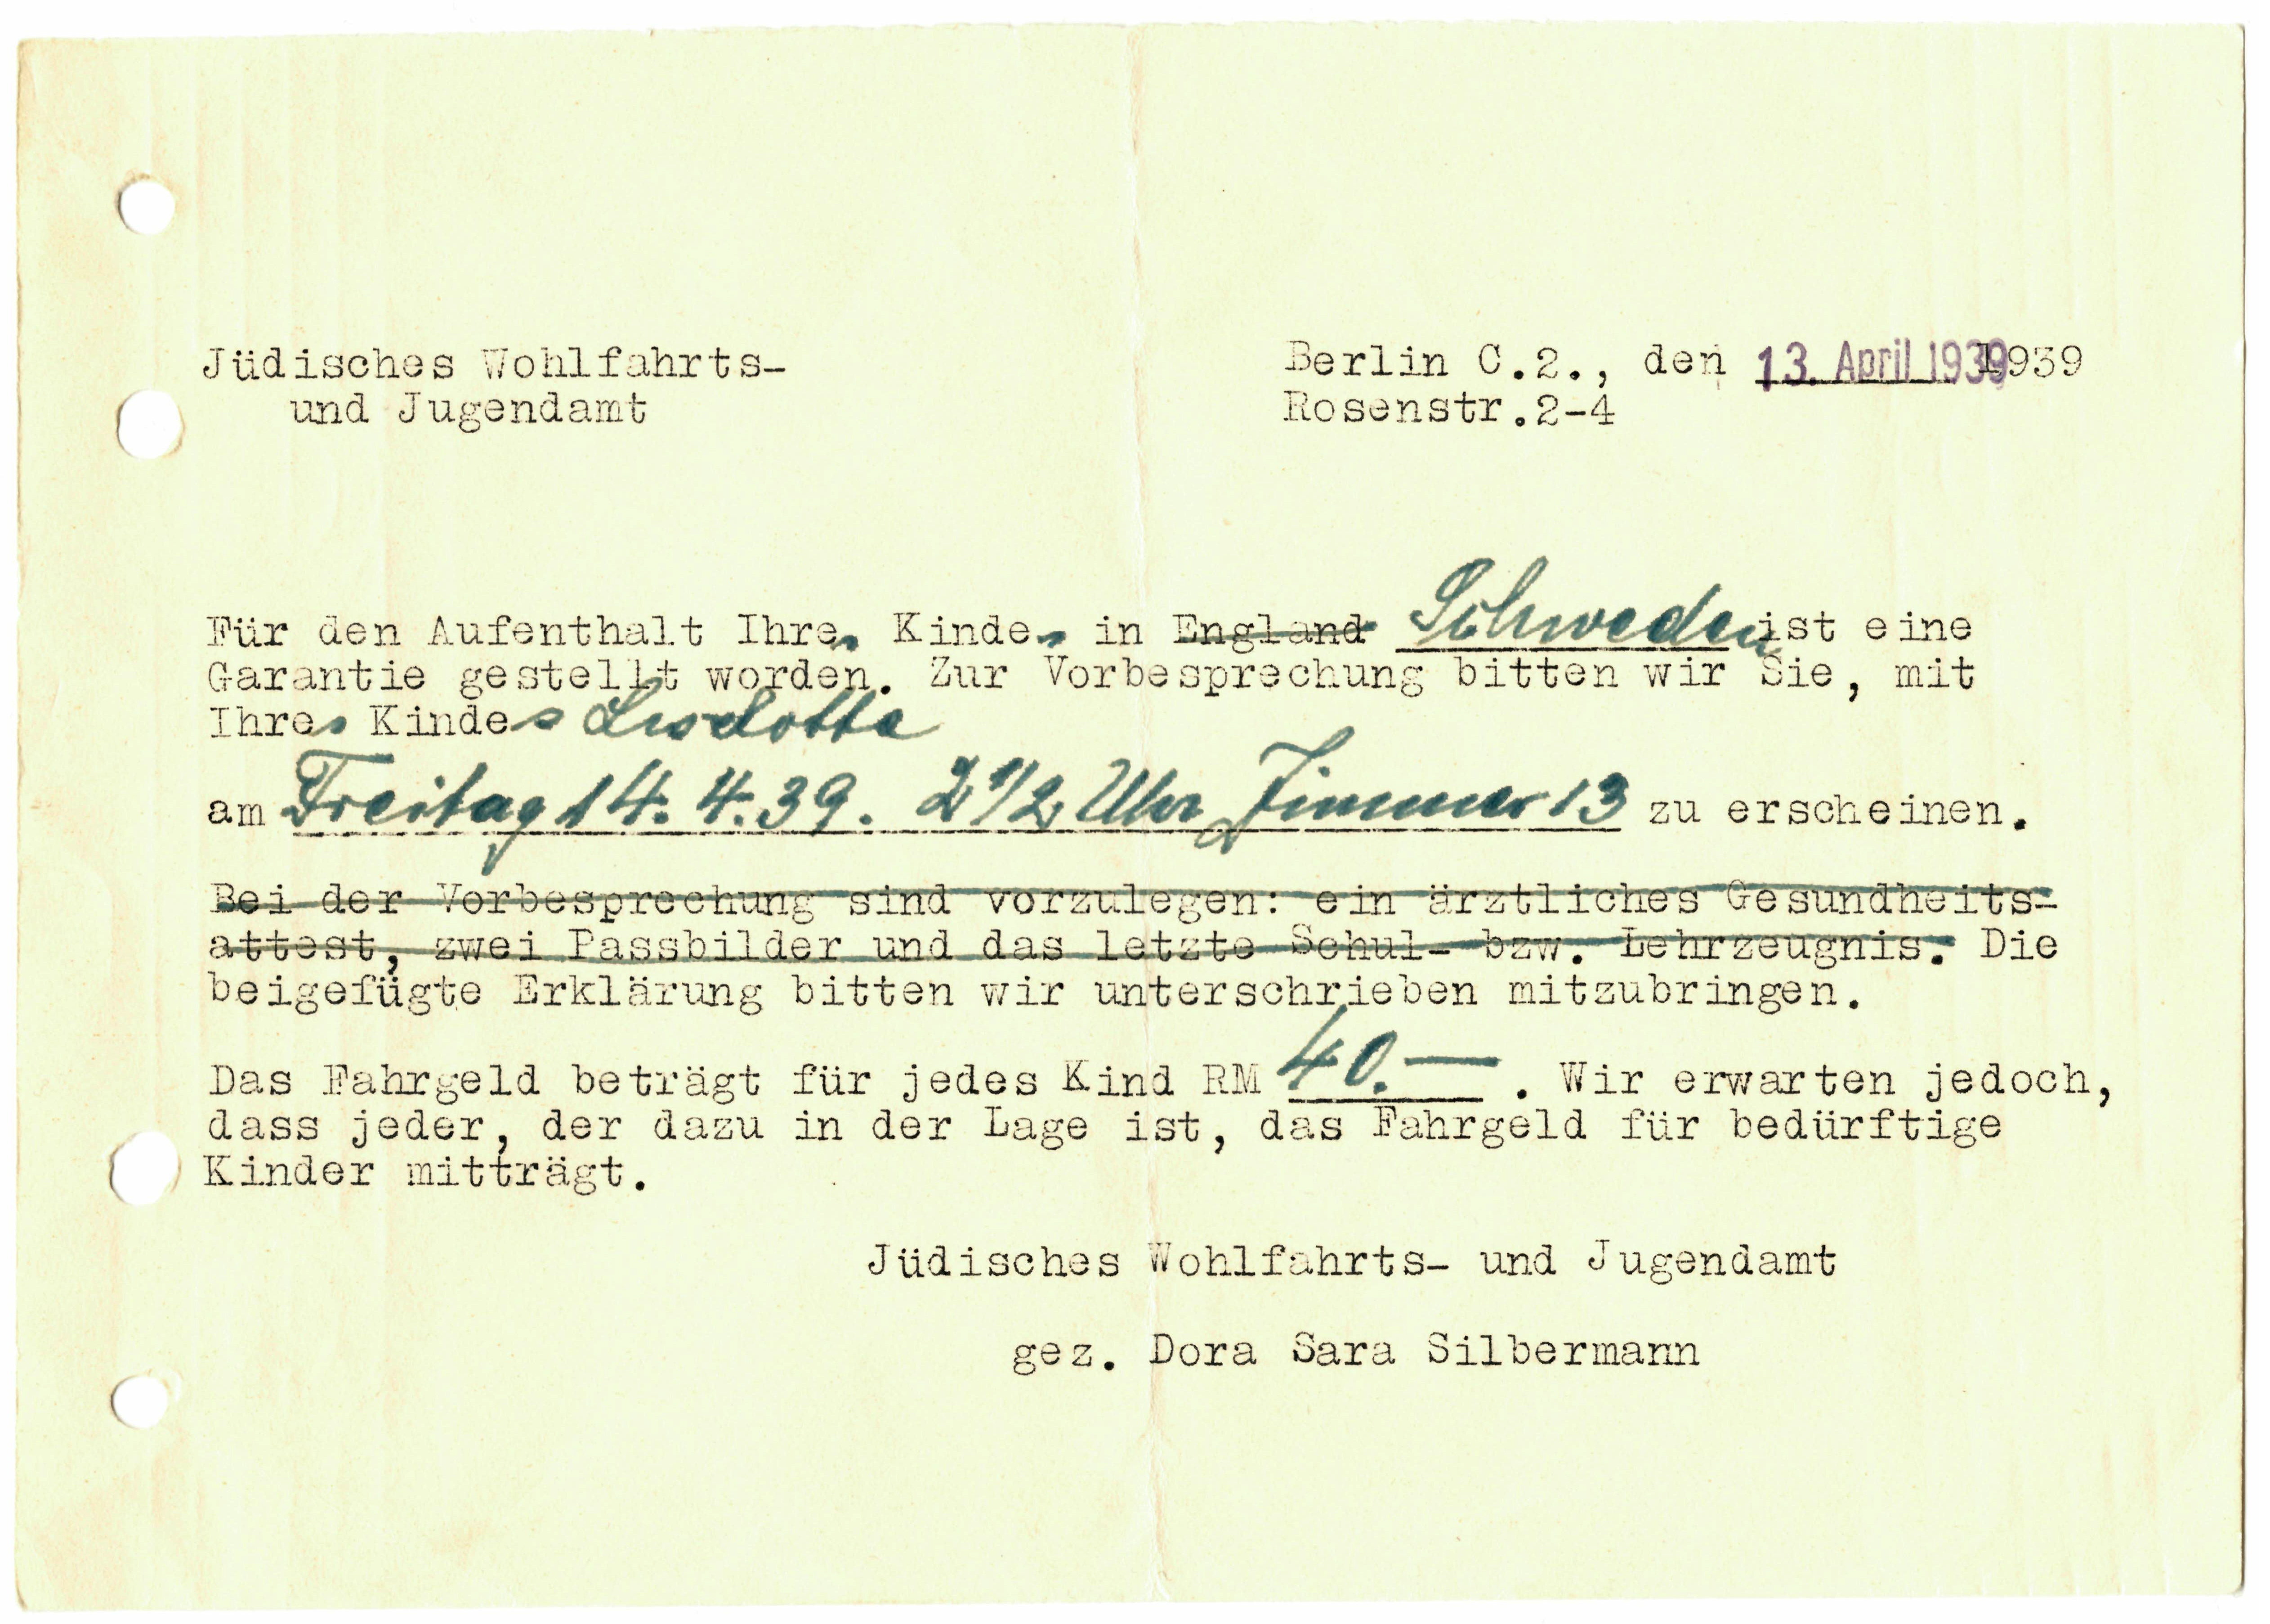 Jüdisches Wohlfahrts-
und Jugendamt
Berlin C.2., den 13. April 1939 1939
Rosenstr.2-4
Für den Aufenthalt Ihres Kindes in England Schweden ist eine
Garantie gestellt worden. Zur Vorbesprechung bitten wir Sie, mit
Ihres Kindes Liselotte
am Freitag 14. 4. 39. 2 1/2 Uhr Zimmer 13 zu erscheinen.
Bei der Vorbesprechung sind vorzulegen: ein ärztliches Gesundheits-
attest, zwei Passbilder und das letzte Schul- bzw. Lehrzeugnis. Die
beigefügte Erklärung bitten wir unterschrieben mitzubringen.
Das Fahrgeld beträgt für jedes Kind RM 40.— . Wir erwarten jedoch,
dass jeder, der dazu in der Lage ist, das Fahrgeld für bedürftige
Kinder mitträgt.
Jüdisches Wohlfahrts- und Jugendamt
gez. Dora Sara Silbermann